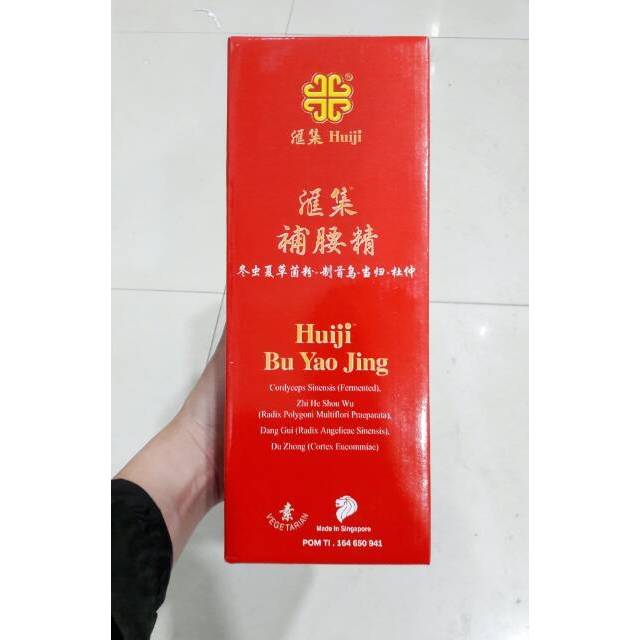 ®
滙集 Huiji
滙集®
補腰精
冬虫夏草菌粉-制首乌-当归-杜仲
Huiji™
Bu Yao Jing
Cordyceps Sinensis (Fermented),
Zhi He Shou Wu
(Radix Polygoni Multiflori Praeparata),
Dang Gui (Radix Angelicae Sinensis),
Du Zhong (Cortex Eucommiae)
素
VEGETARIAN
Made In Singapore
POM TI . 164 650 941